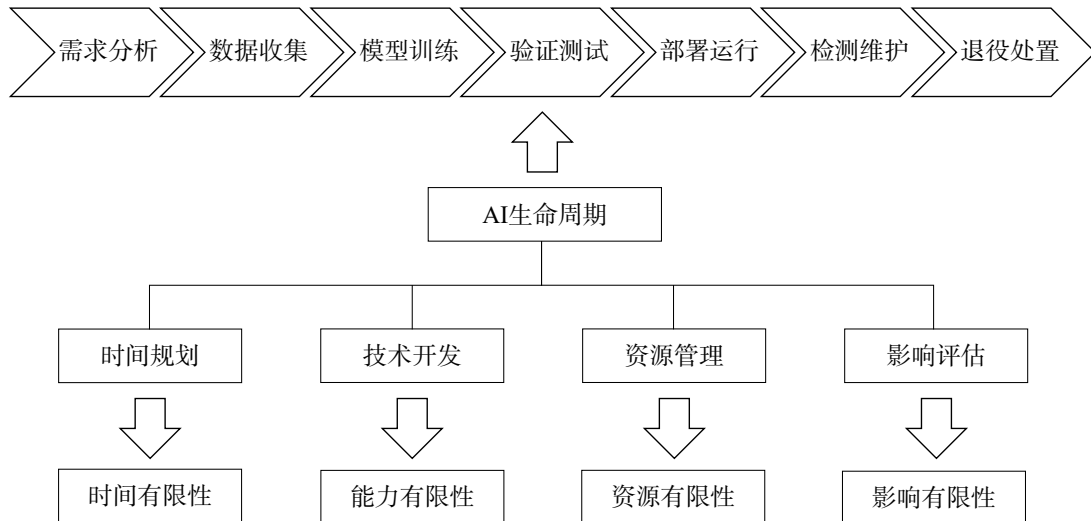 需求分析 数据收集 模型训练 验证测试 部署运行 检测维护 退役处置
AI生命周期
时间规划 技术开发 资源管理 影响评估
时间有限性 能力有限性 资源有限性 影响有限性